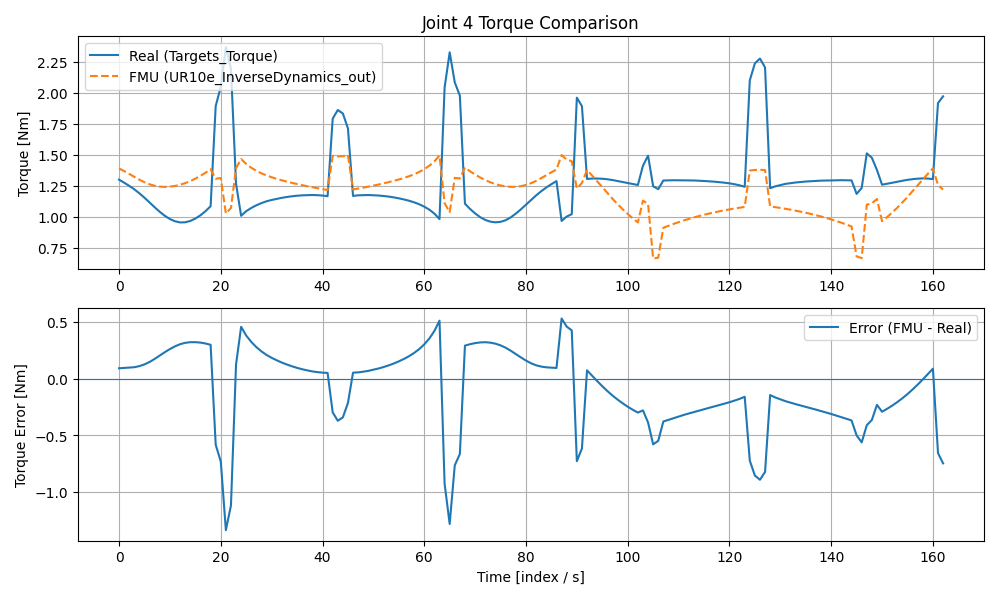 Joint 4 Torque Comparison
Real (Targets_Torque)
FMU (UR10e_InverseDynamics_out)
Torque [Nm]
2.25
2.00
1.75
1.50
1.25
1.00
0.75
0 20 40 60 80 100 120 140 160
Error (FMU - Real)
Torque Error [Nm]
0.5
0.0
−0.5
−1.0
0 20 40 60 80 100 120 140 160
Time [index / s]